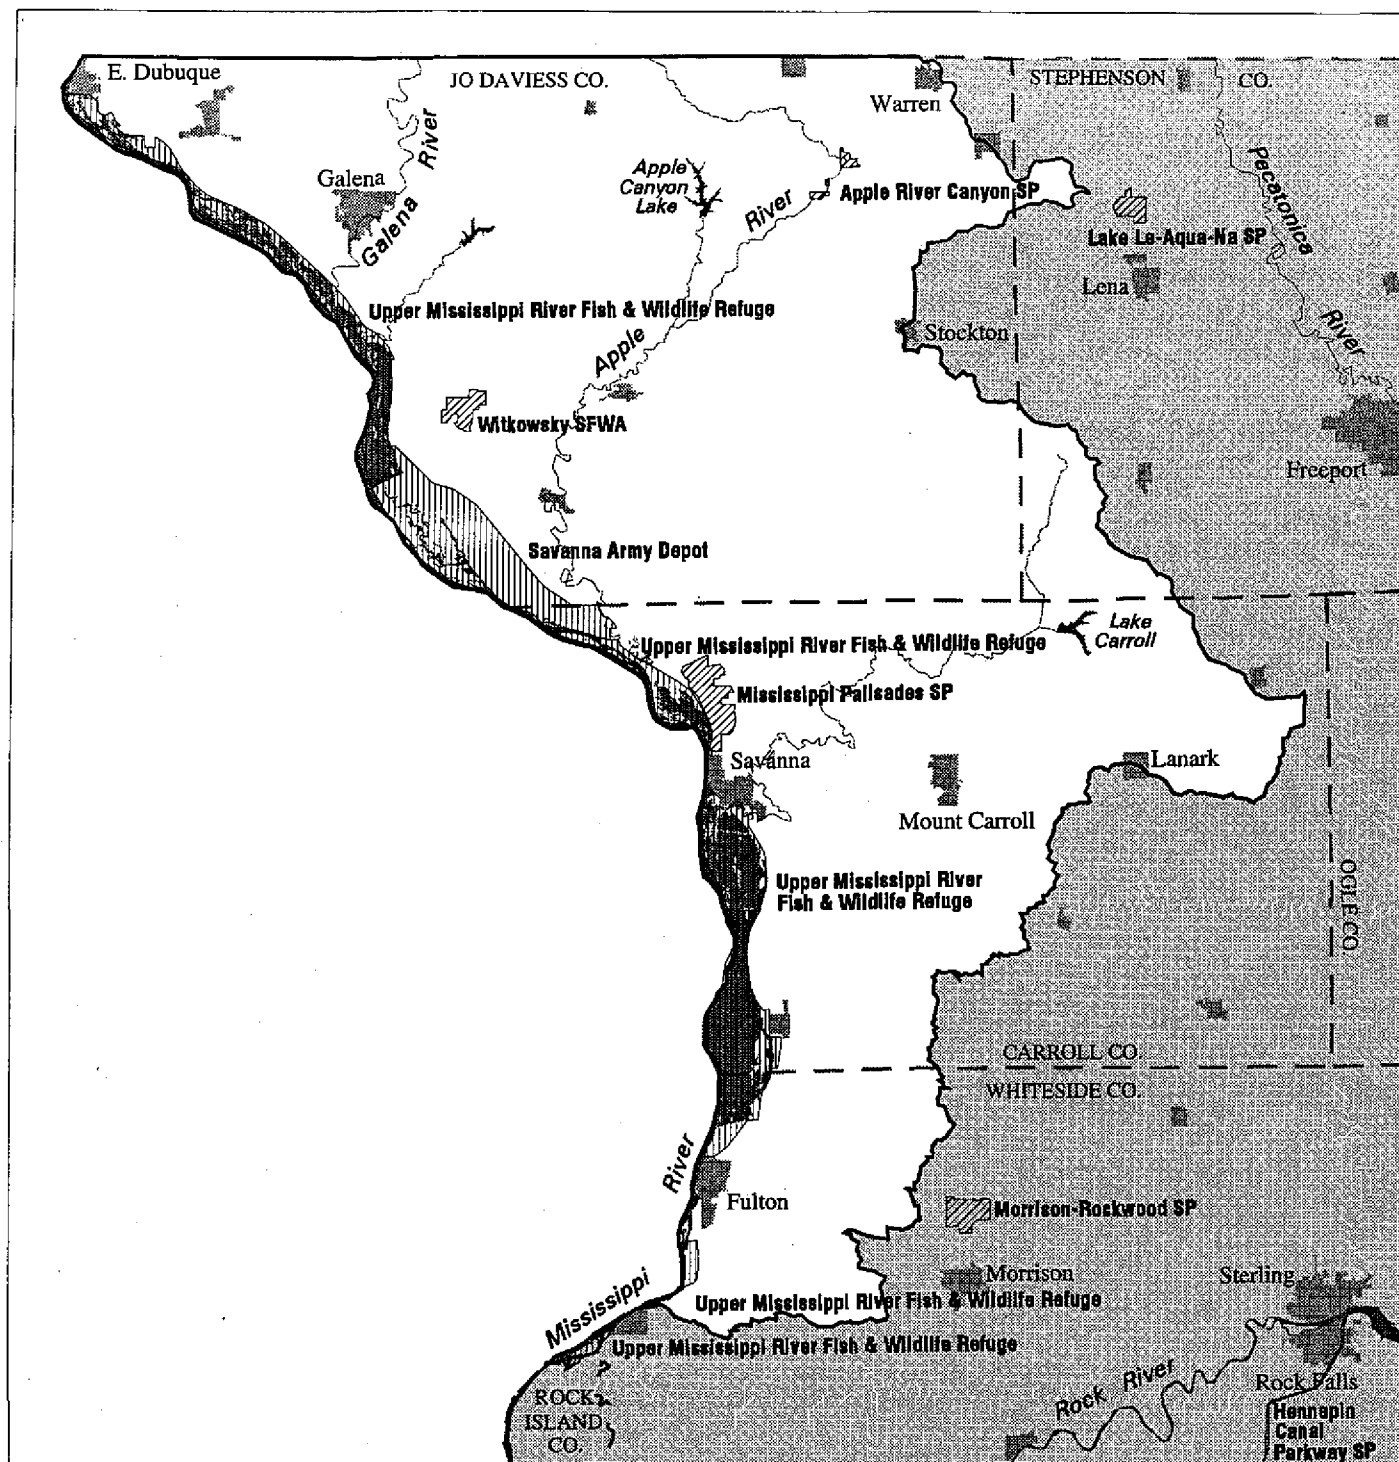 E. Dubuque
JO DAVIESS CO.
STEPHENSON
CO.
Warren
River
Galena
Galena
Apple
Canyon
Lake
River
Apple River Canyon SP
Pecatonica
Lake Le-Aqua-Na SP
Lena
Upper Mississippi River Fish & Wildlife Refuge
Stockton
River
Apple
Witkowsky SFWA
Freeport
Savanna Army Depot
Lake
Carroll
Upper Mississippi River Fish & Wildlife Refuge
Mississippi Palisades SP
Savanna
Lanark
Mount Carroll
Upper Mississippi River
Fish & Wildlife Refuge
OGLE CO.
CARROLL CO.
WHITESIDE CO.
River
Fulton
Morrison-Rockwood SP
Morrison
Sterling
Mississippi
Upper Mississippi River Fish & Wildlife Refuge
Upper Mississippi River Fish & Wildlife Refuge
Rock River
Rock Falls
ROCK
ISLAND
CO.
Hennepin
Canal
Parkway SP